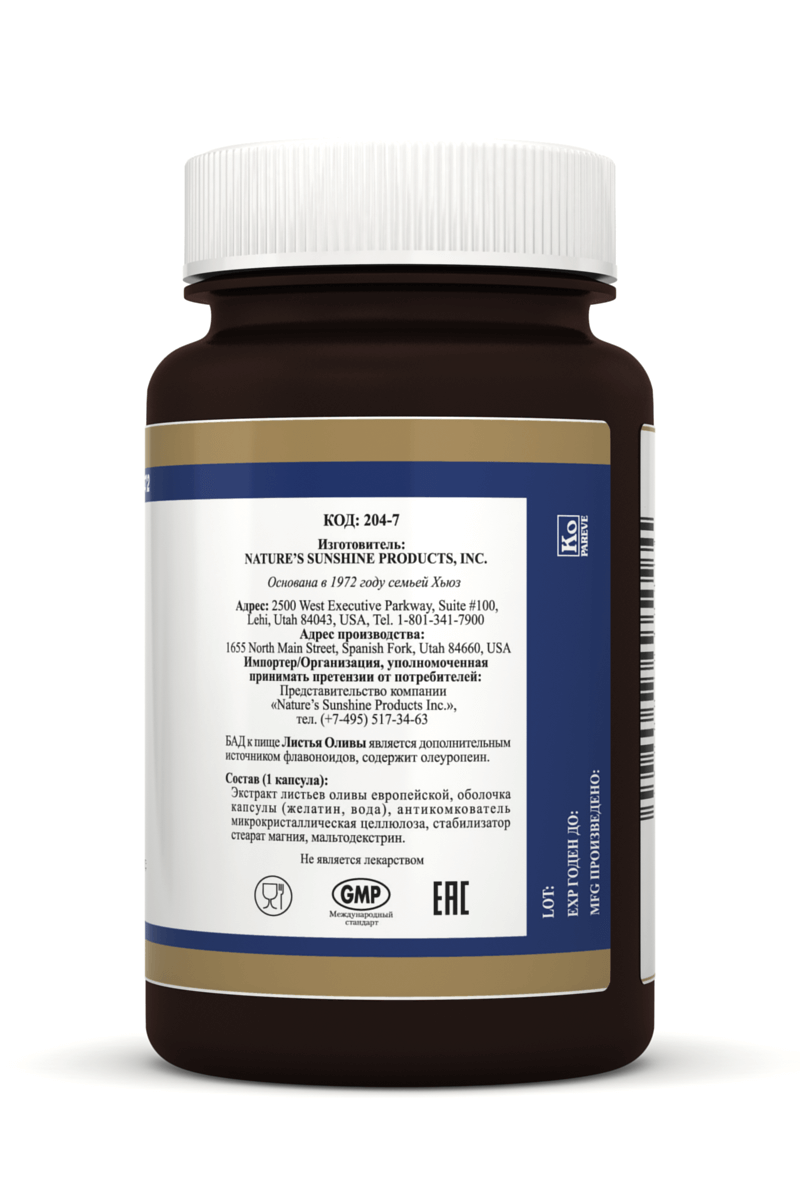 КОД: 204-7
Изготовитель:
NATURE'S SUNSHINE PRODUCTS, INC.
Основана в 1972 году семьей Хьюз
Адрес: 2500 West Executive Parkway, Suite #100,
Lehi, Utah 84043, USA, Tel. 1-801-341-7900
Адрес производства:
1655 North Main Street, Spanish Fork, Utah 84660, USA
Импортер/Организация, уполномоченная
принимать претензии от потребителей:
Представительство компании
«Nature's Sunshine Products Inc.»,
тел. (+7-495) 517-34-63
БАД к пище Листья Оливы является дополнительным
источником флавоноидов, содержит олеуропеин.
Состав (1 капсула):
Экстракт листьев оливы европейской, оболочка
капсулы (желатин, вода), антикомкователь
микрокристаллическая целлюлоза, стабилизатор
стеарат магния, мальтодекстрин.
Не является лекарством
GMP
Международный
стандарт
EAC
Ko
PAREVE
LOT:
EXP ГОДЕН ДО:
MFG ПРОИЗВЕДЕНО: